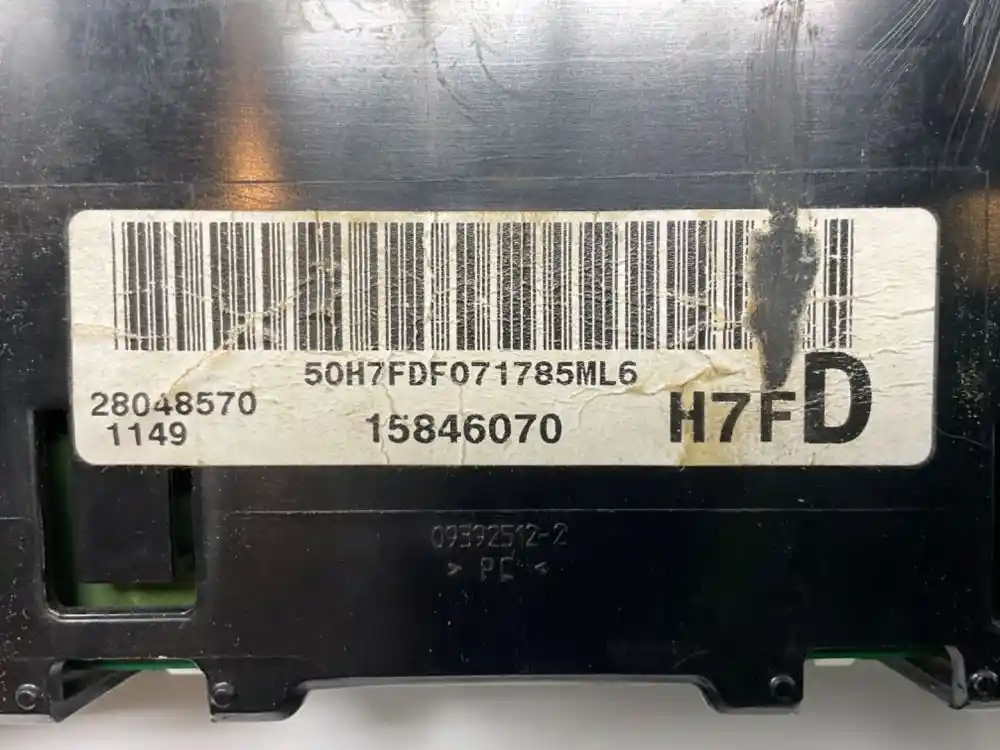 50H7FDF071785ML6
28048570
1149
15846070
H7FD
09392512-2
> PC <